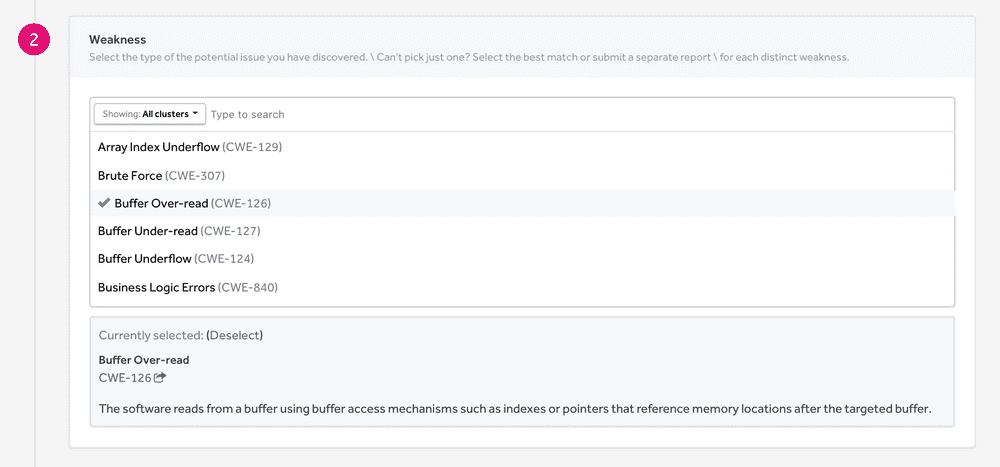 2
Weakness
Select the type of the potential issue you have discovered. \ Can't pick just one? Select the best match or submit a separate report \ for each distinct weakness.
Showing: All clusters Type to search
Array Index Underflow (CWE-129)
Brute Force (CWE-307)
Buffer Over-read (CWE-126)
Buffer Under-read (CWE-127)
Buffer Underflow (CWE-124)
Business Logic Errors (CWE-840)
Currently selected: (Deselect)
Buffer Over-read
CWE-126
The software reads from a buffer using buffer access mechanisms such as indexes or pointers that reference memory locations after the targeted buffer.